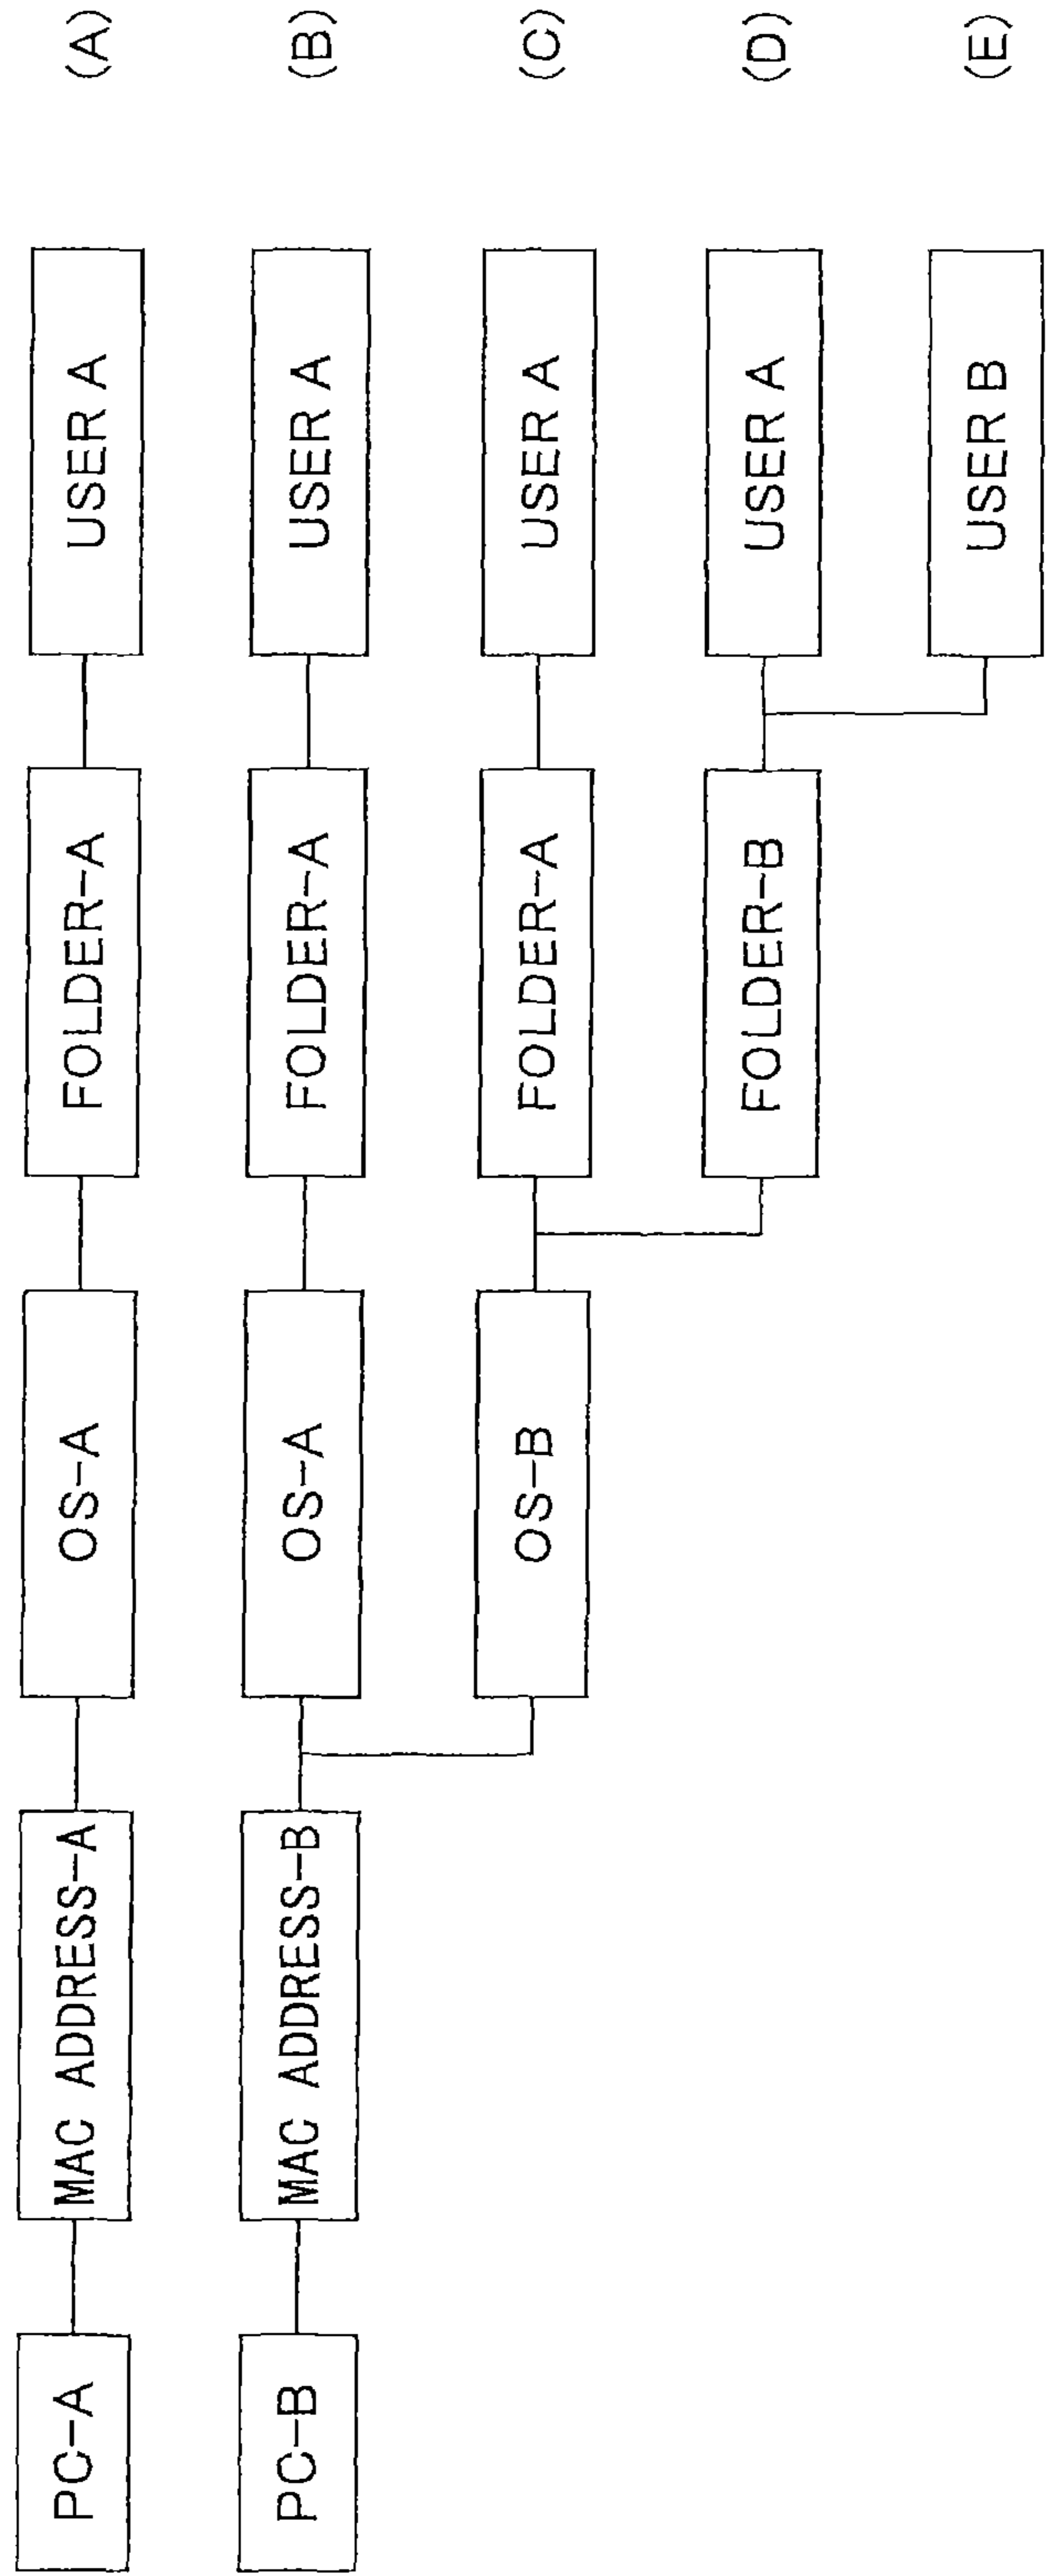 PC-A MAC ADDRESS-A OS-A FOLDER-A USER A (A)
PC-B MAC ADDRESS-B OS-A FOLDER-A USER A (B)
OS-B FOLDER-A USER A (C)
FOLDER-B USER A (D)
USER B (E)